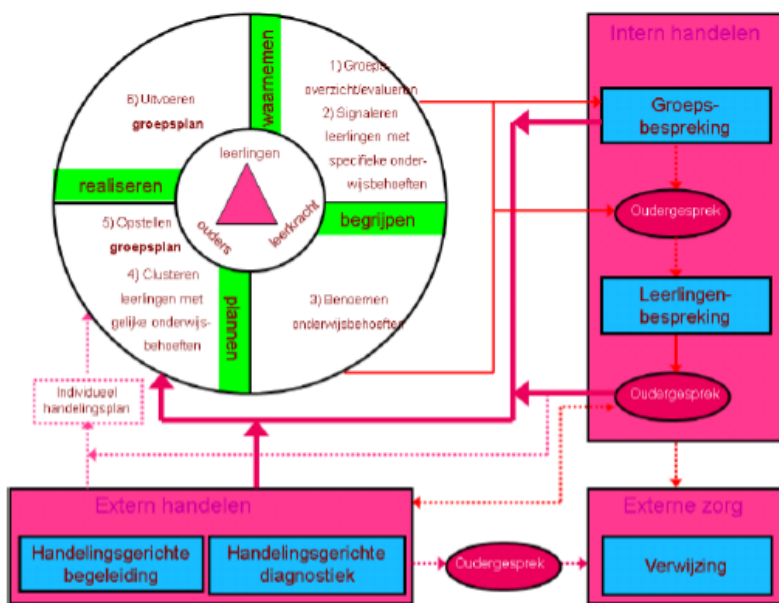 waarnemen
1) Groeps-
overzicht/evalueren
2) Signaleren
leerlingen met
specifieke onder-
wijsbehoeften
begrijpen
3) Benoemen
onderwijsbehoeften
plannen
4) Clusteren
leerlingen met
gelijke onderwijs-
behoeften
5) Opstellen
groepsplan
realiseren
6) Uitvoeren
groepsplan
leerlingen
ouders
leerkracht
Individueel
handelingsplan
Intern handelen
Groeps-
bespreking
Oudergesprek
Leerlingen-
bespreking
Oudergesprek
Extern handelen
Handelingsgerichte
begeleiding
Handelingsgerichte
diagnostiek
Oudergesprek
Externe zorg
Verwijzing